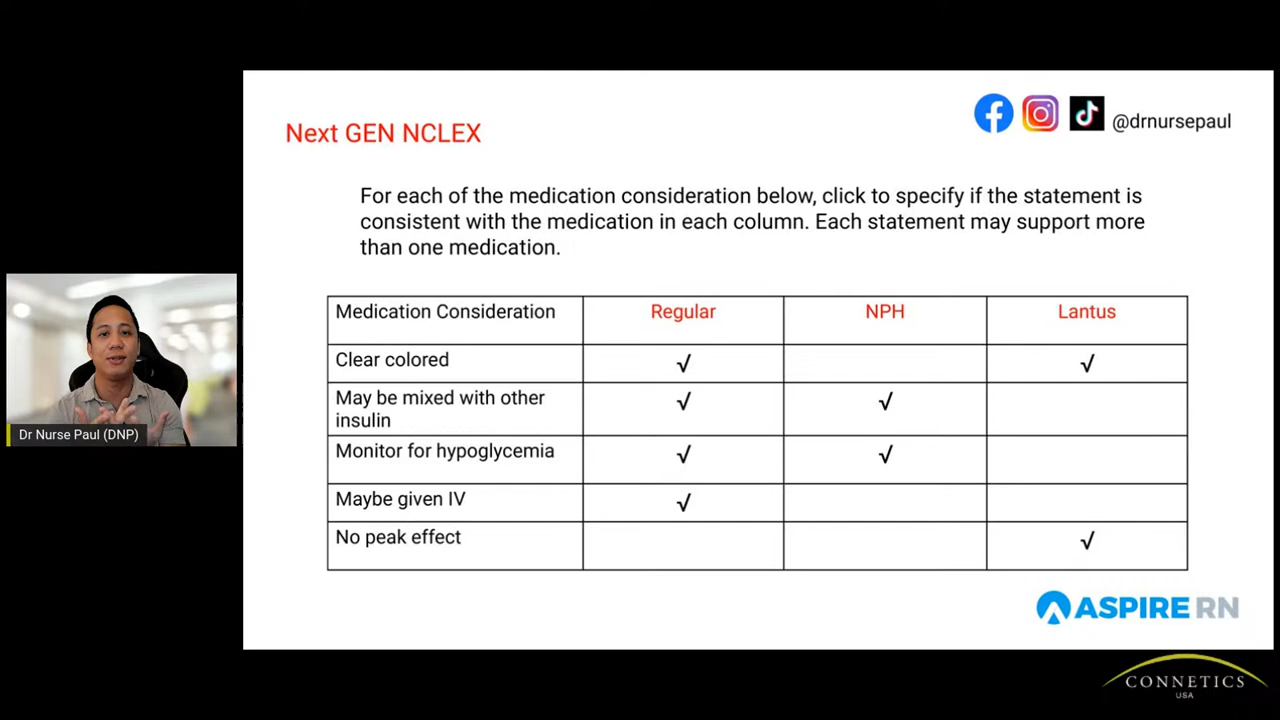 Next GEN NCLEX
@drnursepaul
For each of the medication consideration below, click to specify if the statement is
consistent with the medication in each column. Each statement may support more
than one medication.
Medication Consideration Regular NPH Lantus
Clear colored √ √
May be mixed with other
insulin √ √
Monitor for hypoglycemia √ √
Maybe given IV √
No peak effect √
Dr Nurse Paul (DNP)
ASPIRE RN
CONNETICS
USA